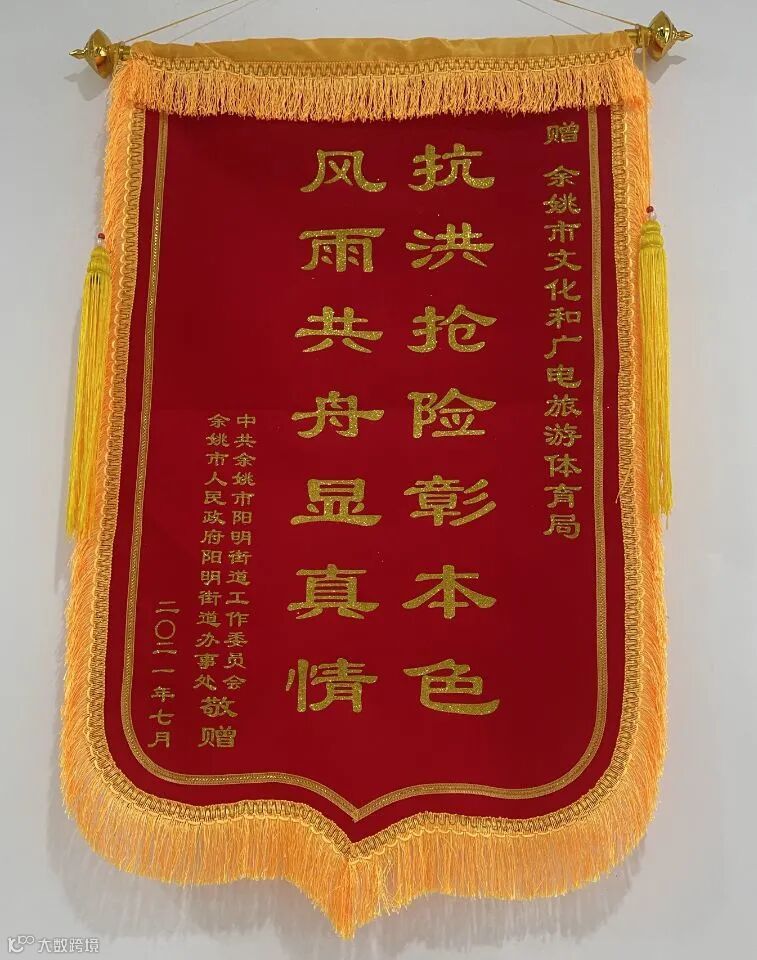 赠 余姚市文化和广电旅游体育局
抗洪抢险彰本色
风雨共舟显真情
中共余姚市阳明街道工作委员会
余姚市人民政府阳明街道办事处
敬赠
二〇二一年七月
大数跨境